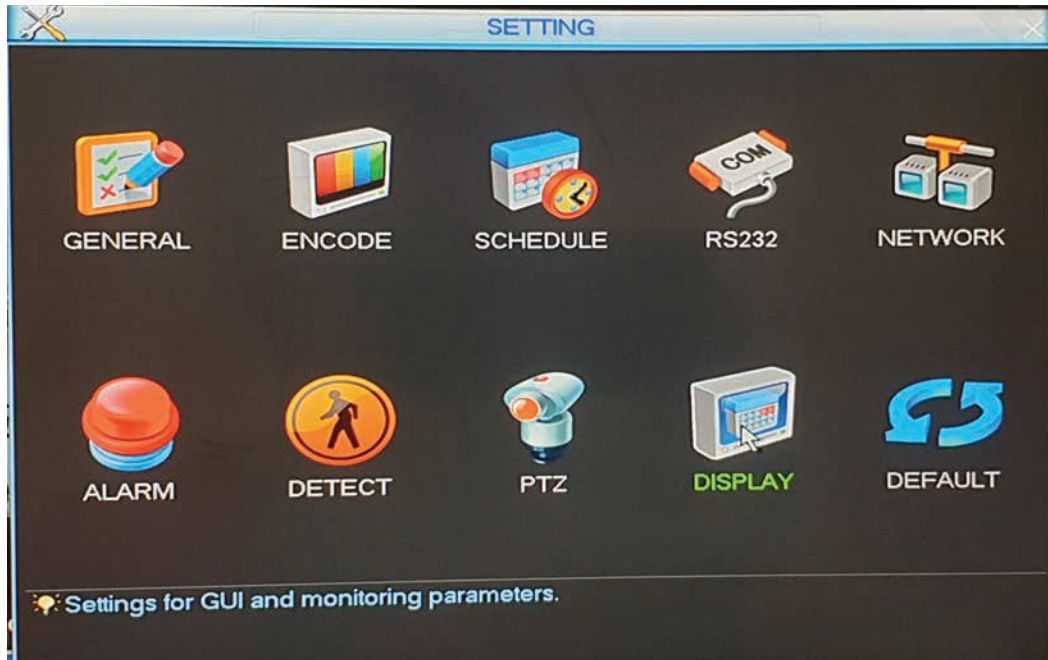 SETTING
GENERAL
ENCODE
SCHEDULE
COM
RS232
NETWORK
ALARM
DETECT
PTZ
DISPLAY
DEFAULT
Settings for GUI and monitoring parameters.